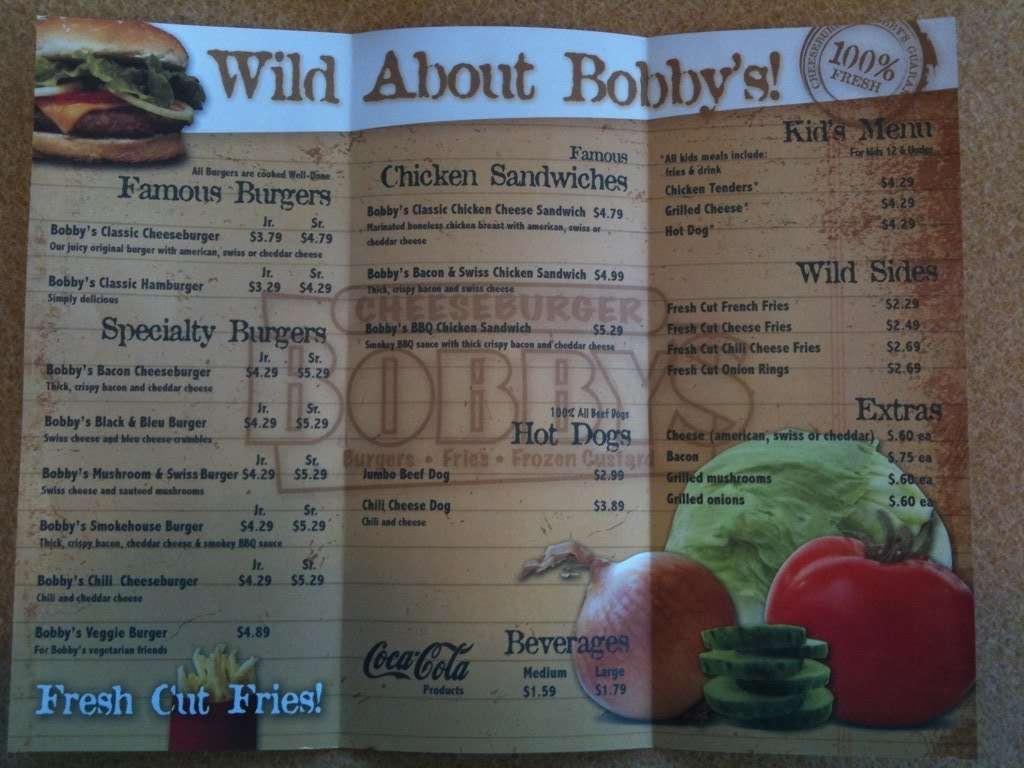 Wild About Bobby's!
100%
FRESH
All Burgers are cooked Well-Done
Famous Burgers
Jr. Sr.
Bobby's Classic Cheeseburger $3.79 $4.79
Our juicy original burger with american, swiss or cheddar cheese
Jr. Sr.
Bobby's Classic Hamburger $3.29 $4.29
Simply delicious
Specialty Burgers
Jr. Sr.
Bobby's Bacon Cheeseburger $4.29 $5.29
Thick, crispy bacon and cheddar cheese
Jr. Sr.
Bobby's Black & Bleu Burger $4.29 $5.29
Swiss cheese and bleu cheese crumbles
Jr. Sr.
Bobby's Mushroom & Swiss Burger $4.29 $5.29
Swiss cheese and sauteed mushrooms
Jr. Sr.
Bobby's Smokehouse Burger $4.29 $5.29
Thick, crispy bacon, cheddar cheese & smokey BBQ sauce
Jr. Sr.
Bobby's Chili Cheeseburger $4.29 $5.29
Chili and cheddar cheese
Bobby's Veggie Burger $4.89
For Bobby's vegetarian friends
Fresh Cut Fries!
Famous
Chicken Sandwiches
Bobby's Classic Chicken Cheese Sandwich $4.79
Marinated boneless chicken breast with american, swiss or
cheddar cheese
Bobby's Bacon & Swiss Chicken Sandwich $4.99
Thick, crispy bacon and swiss cheese
Bobby's BBQ Chicken Sandwich $5.29
Smokey BBQ sauce with thick crispy bacon and cheddar cheese
CHEESEBURGER
BOBBY'S
Burgers • Fries • Frozen Custard
100% All Beef Dogs
Hot Dogs
Jumbo Beef Dog $2.99
Chili Cheese Dog $3.89
Chili and cheese
Coca-Cola
Products
Beverages
Medium Large
$1.59 $1.79
Kid's Menu
For kids 12 & Under
*All kids meals include:
fries & drink
Chicken Tenders* $4.29
Grilled Cheese* $4.29
Hot Dog* $4.29
Wild Sides
Fresh Cut French Fries $2.29
Fresh Cut Cheese Fries $2.49
Fresh Cut Chili Cheese Fries $2.69
Fresh Cut Onion Rings $2.69
Extras
Cheese (american, swiss or cheddar) $.60 ea
Bacon $.75 ea
Grilled mushrooms $.60 ea
Grilled onions $.60 ea